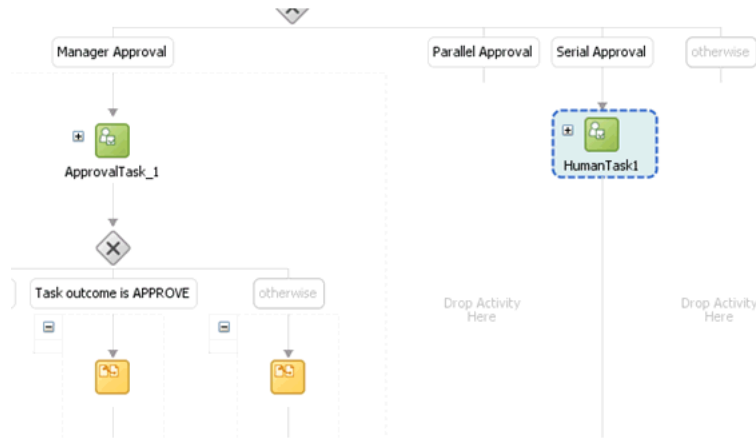 Manager Approval
Parallel Approval
Serial Approval
otherwise
ApprovalTask_1
HumanTask1
Task outcome is APPROVE
otherwise
Drop Activity
Here
Drop Activity
Here